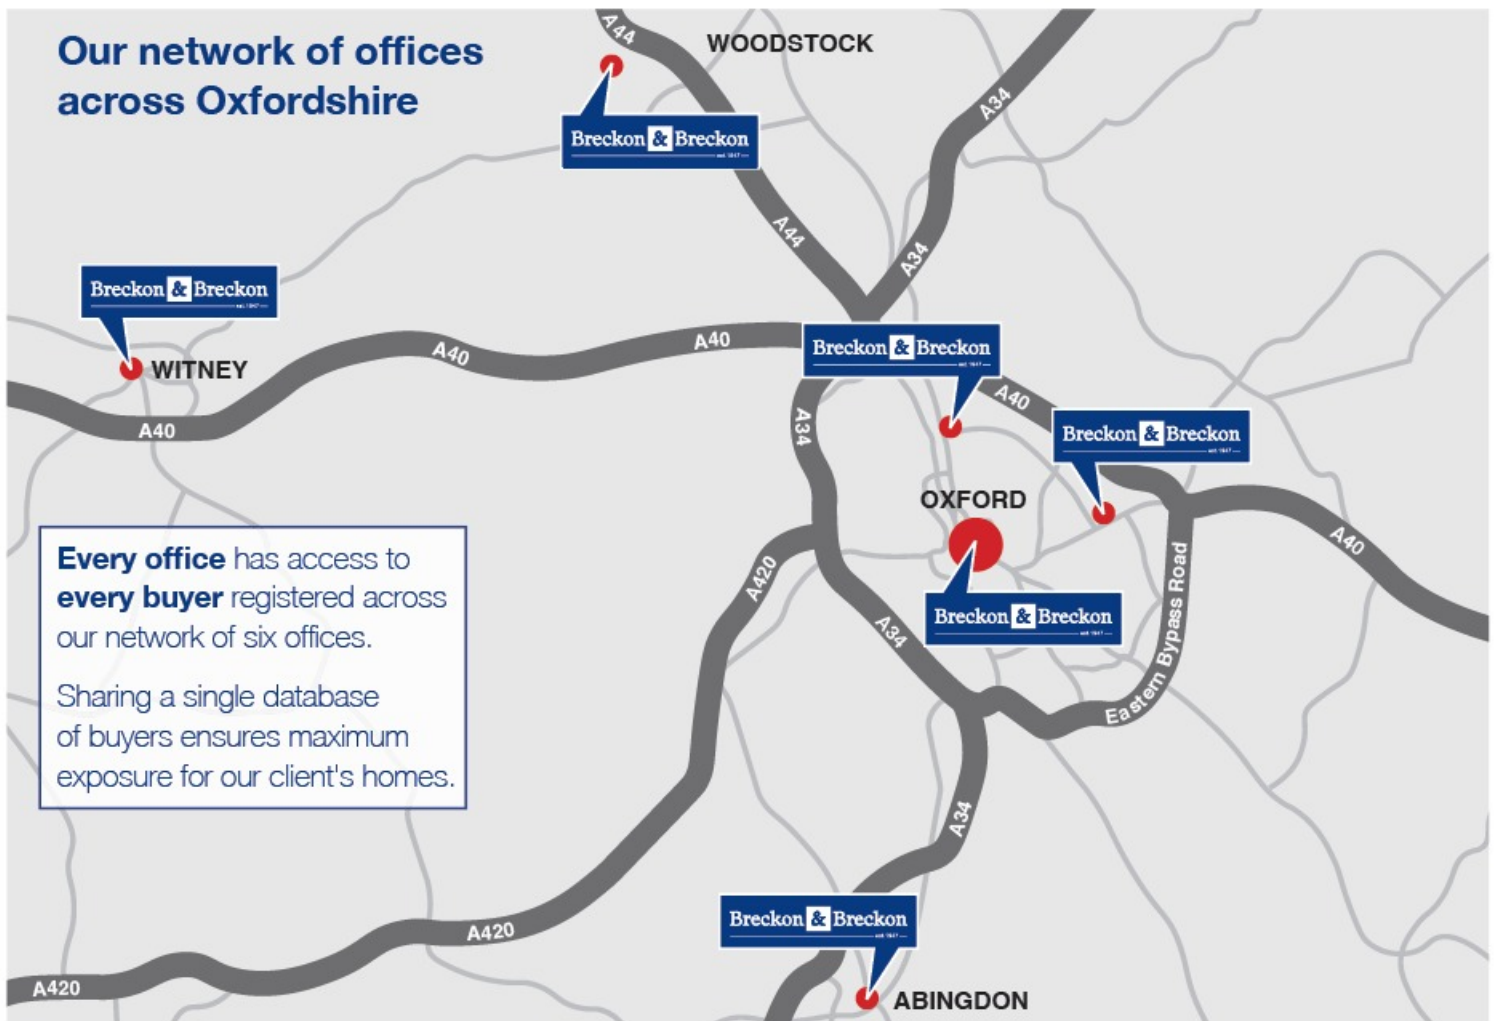 Our network of offices
across Oxfordshire
A44
WOODSTOCK
Breckon & Breckon
A34
A44
A34
Breckon & Breckon
WITNEY
A40
A40
A40
Breckon & Breckon
A40
A34
Breckon & Breckon
OXFORD
A40
Breckon & Breckon
Eastern Bypass Road
A420
A34
Every office has access to
every buyer registered across
our network of six offices.
Sharing a single database
of buyers ensures maximum
exposure for our client's homes.
A34
A420
A420
Breckon & Breckon
ABINGDON